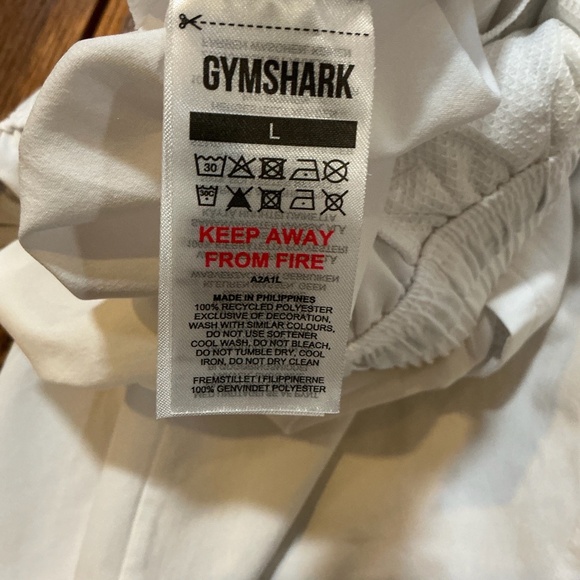 GYMSHARK
L
30
30C
KEEP AWAY
FROM FIRE
A2A1L
MADE IN PHILIPPINES
100% RECYCLED POLYESTER
EXCLUSIVE OF DECORATION,
WASH WITH SIMILAR COLOURS,
DO NOT USE SOFTENER
COOL WASH, DO NOT BLEACH,
DO NOT TUMBLE DRY, COOL
IRON, DO NOT DRY CLEAN
FREMSTILLET I FILIPPINERNE
100% GENVINDET POLYESTER